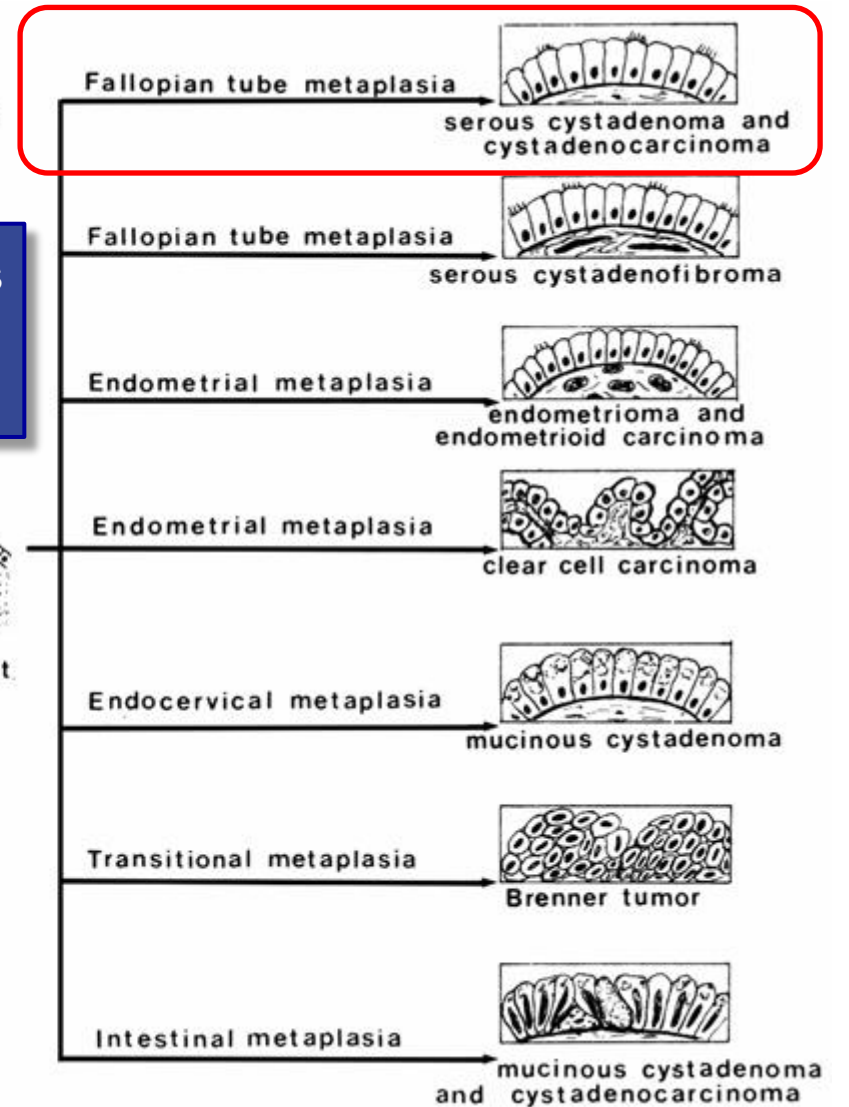 Fallopian tube metaplasia
serous cystadenoma and
cystadenocarcinoma
Fallopian tube metaplasia
serous cystadenofibroma
Endometrial metaplasia
endometrioma and
endometrioid carcinoma
Endometrial metaplasia
clear cell carcinoma
Endocervical metaplasia
mucinous cystadenoma
Transitional metaplasia
Brenner tumor
Intestinal metaplasia
mucinous cystadenoma
and cystadenocarcinoma